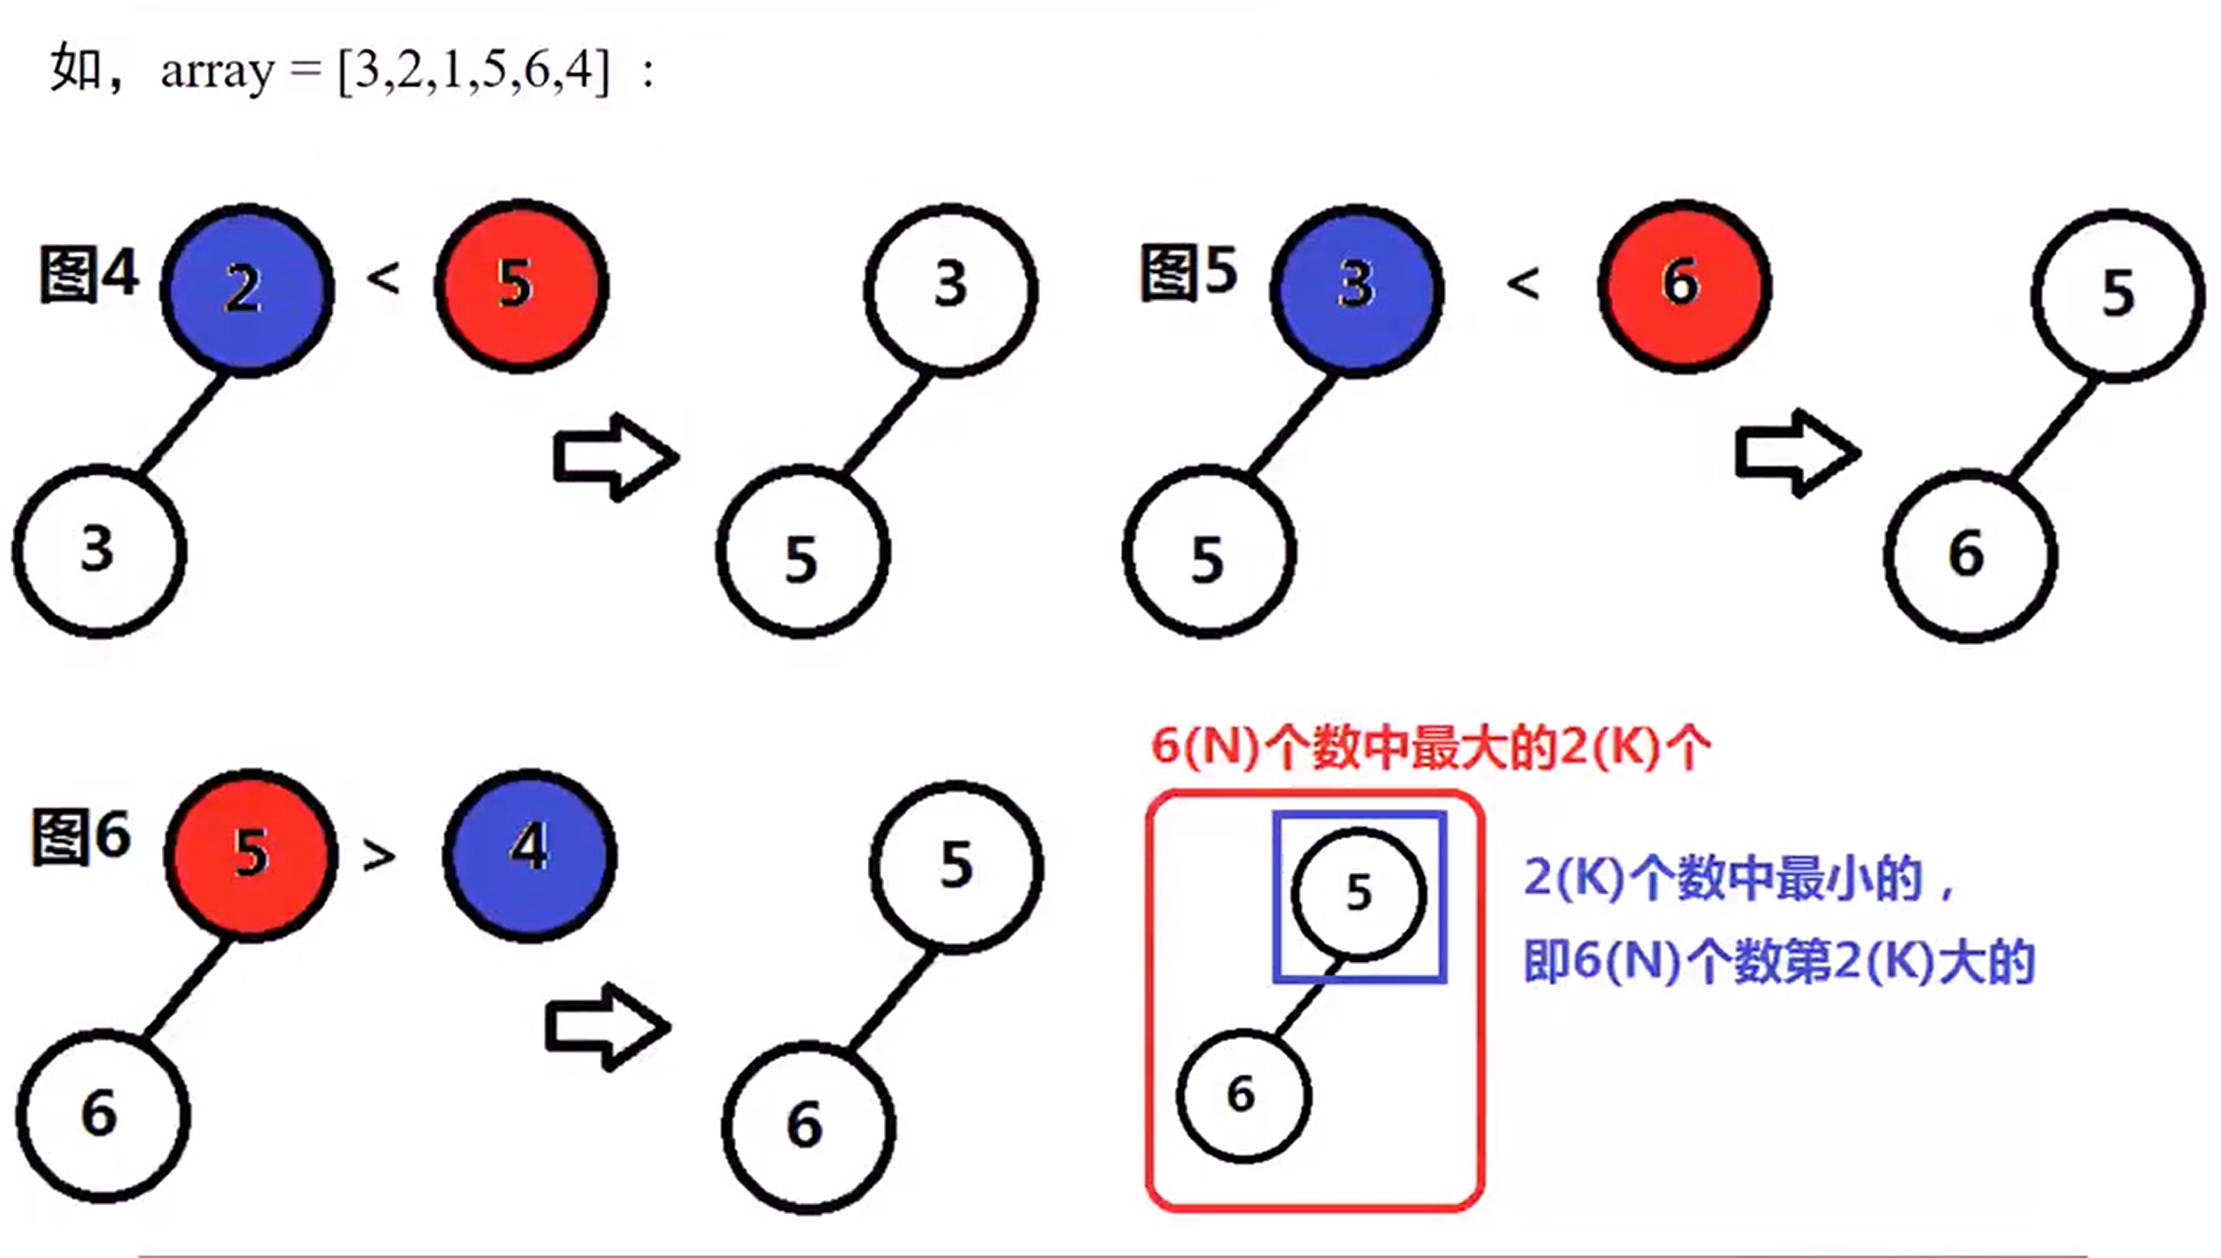 如，array = [3,2,1,5,6,4] ：
图4 2 < 5 3 图5 3 < 6 5
3 5 5 6
6(N)个数中最大的2(K)个
图6 5 > 4 5 5
2(K)个数中最小的，
即6(N)个数第2(K)大的
6 6 6